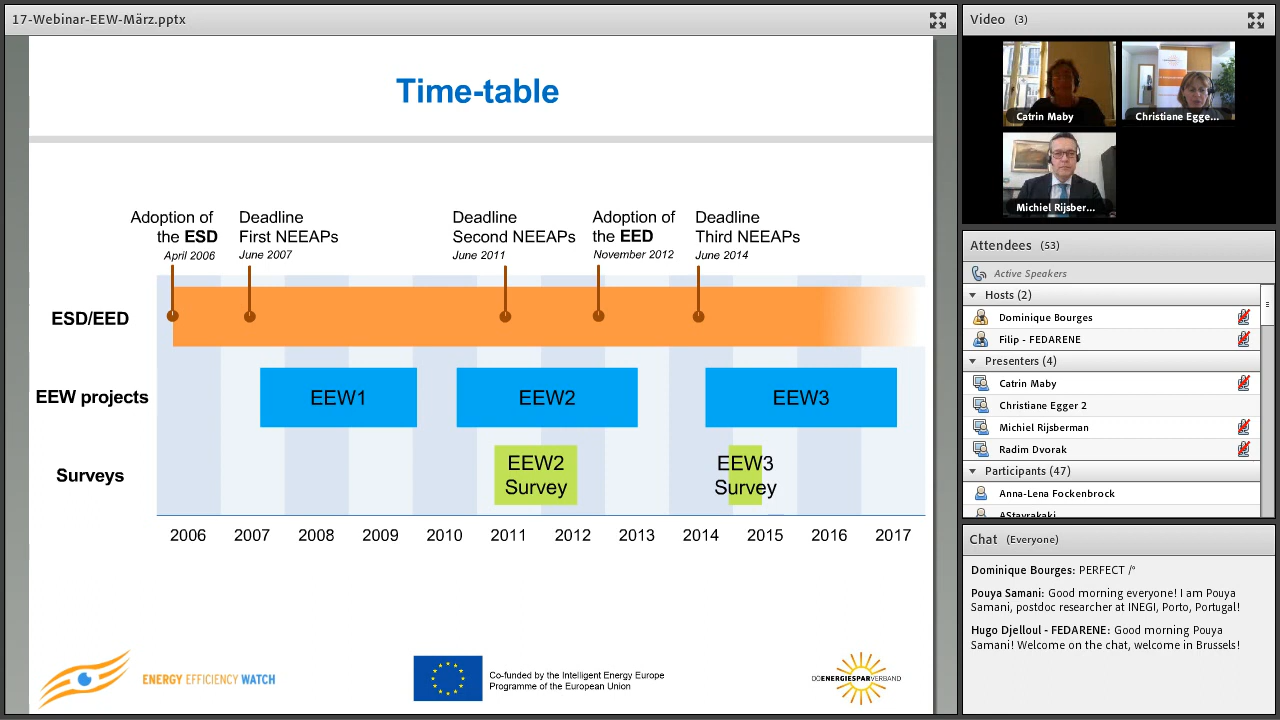 17-Webinar-EEW-März.pptx
Time-table
Adoption of
the ESD
April 2006
Deadline
First NEEAPs
June 2007
Deadline
Second NEEAPs
June 2011
Adoption of
the EED
November 2012
Deadline
Third NEEAPs
June 2014
ESD/EED
EEW projects
EEW1
EEW2
EEW3
Surveys
EEW2
Survey
EEW3
Survey
2006 2007 2008 2009 2010 2011 2012 2013 2014 2015 2016 2017
ENERGY EFFICIENCY WATCH
Co-funded by the Intelligent Energy Europe
Programme of the European Union
OÖ ENERGIESPARVERBAND
Video (3)
Catrin Maby
Christiane Egge...
Michiel Rijsber...
Attendees (53)
Active Speakers
Hosts (2)
Dominique Bourges
Filip - FEDARENE
Presenters (4)
Catrin Maby
Christiane Egger 2
Michiel Rijsberman
Radim Dvorak
Participants (47)
Anna-Lena Fockenbrock
AStavrakaki
Chat (Everyone)
Dominique Bourges: PERFECT /°
Pouya Samani: Good morning everyone! I am Pouya
Samani, postdoc researcher at INEGI, Porto, Portugal!
Hugo Djelloul - FEDARENE: Good morning Pouya
Samani! Welcome on the chat, welcome in Brussels!